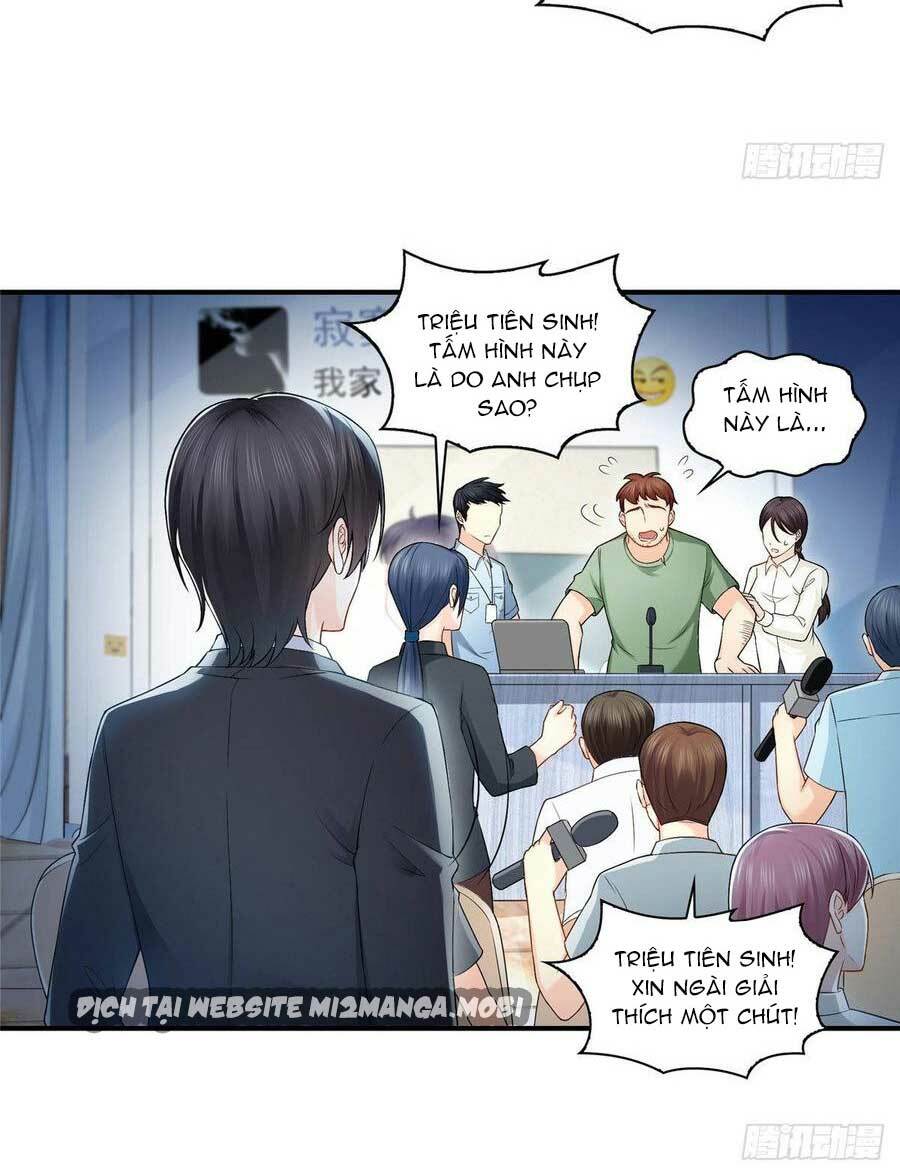 腾讯动漫
寂寞
我家
TRIỆU TIÊN SINH!
TẤM HÌNH NÀY
LÀ DO ANH CHỤP
SAO?
TẤM HÌNH
NÀY LÀ...
TRIỆU TIÊN SINH!
XIN NGÀI GIẢI
THÍCH MỘT CHÚT!
DỊCH TẠI WEBSITE MI2MANGA.MOBI
腾讯动漫